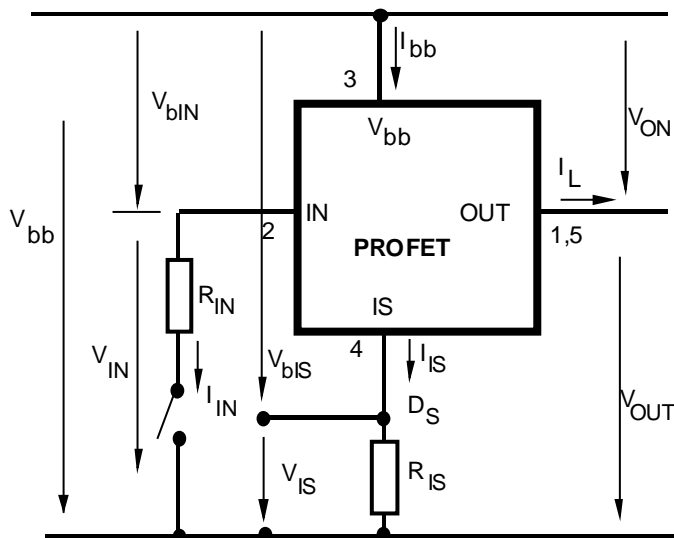 I bb
3
V bb
V bIN
V ON
I L
IN
OUT
2
PROFET
1,5
V bb
IS
R IN
4
I IS
V IN
V bIS
I IN
D S
V OUT
V IS
R IS